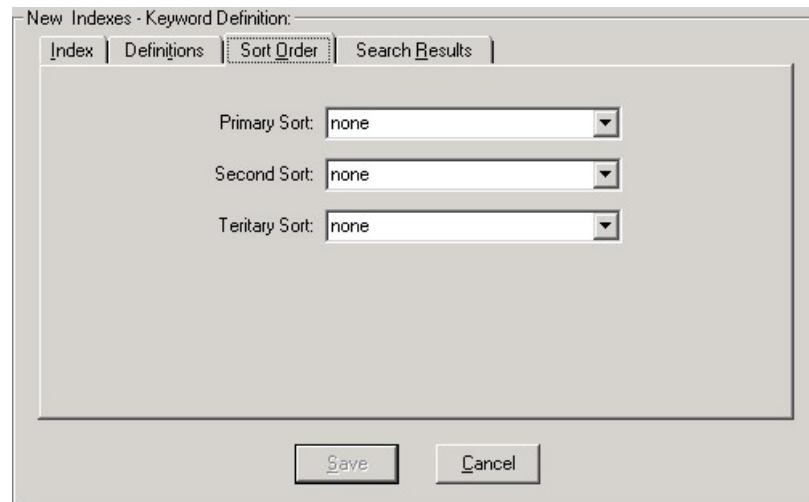 New Indexes - Keyword Definition:
Index Definitions Sort Order Search Results
Primary Sort: none
Second Sort: none
Teritary Sort: none
Save Cancel